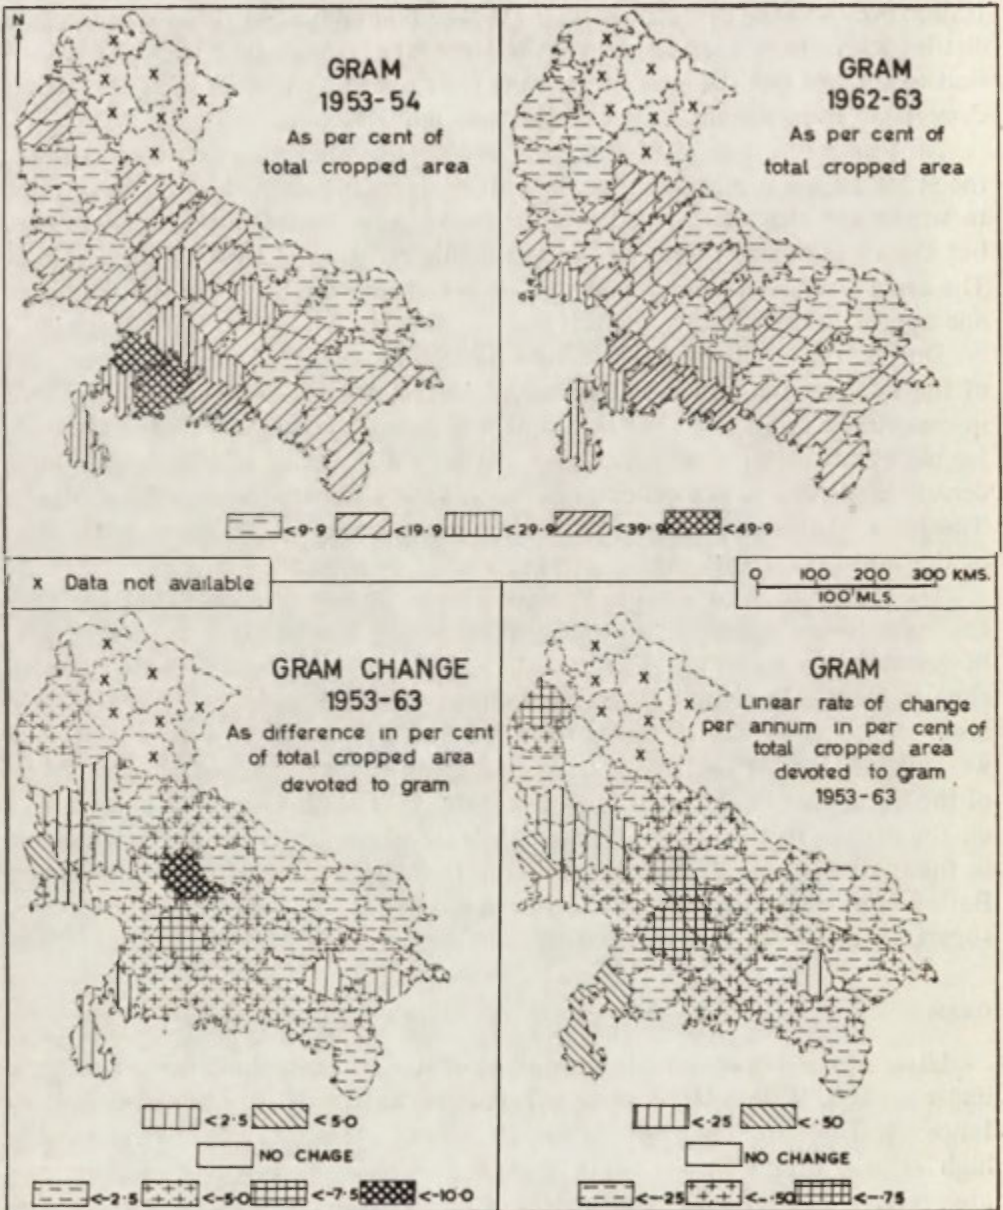 N
GRAM
1953-54
As per cent of
total cropped area
x
x
x
x
x
x
x
GRAM
1962-63
As per cent of
total cropped area
x
x
x
x
x
x
x
<9·9
<19·9
<29·9
<39·9
<49·9
x Data not available
0 100 200 300 KMS.
100 MLS.
GRAM CHANGE
1953-63
As difference in per cent
of total cropped area
devoted to gram
x
x
x
x
x
x
x
<2·5
<5·0
NO CHAGE
<-2·5
<-5·0
<-7·5
<-10·0
GRAM
Linear rate of change
per annum in per cent of
total cropped area
devoted to gram
1953-63
x
x
x
x
x
x
x
<·25
<·50
NO CHANGE
<-·25
<-·50
<-·75